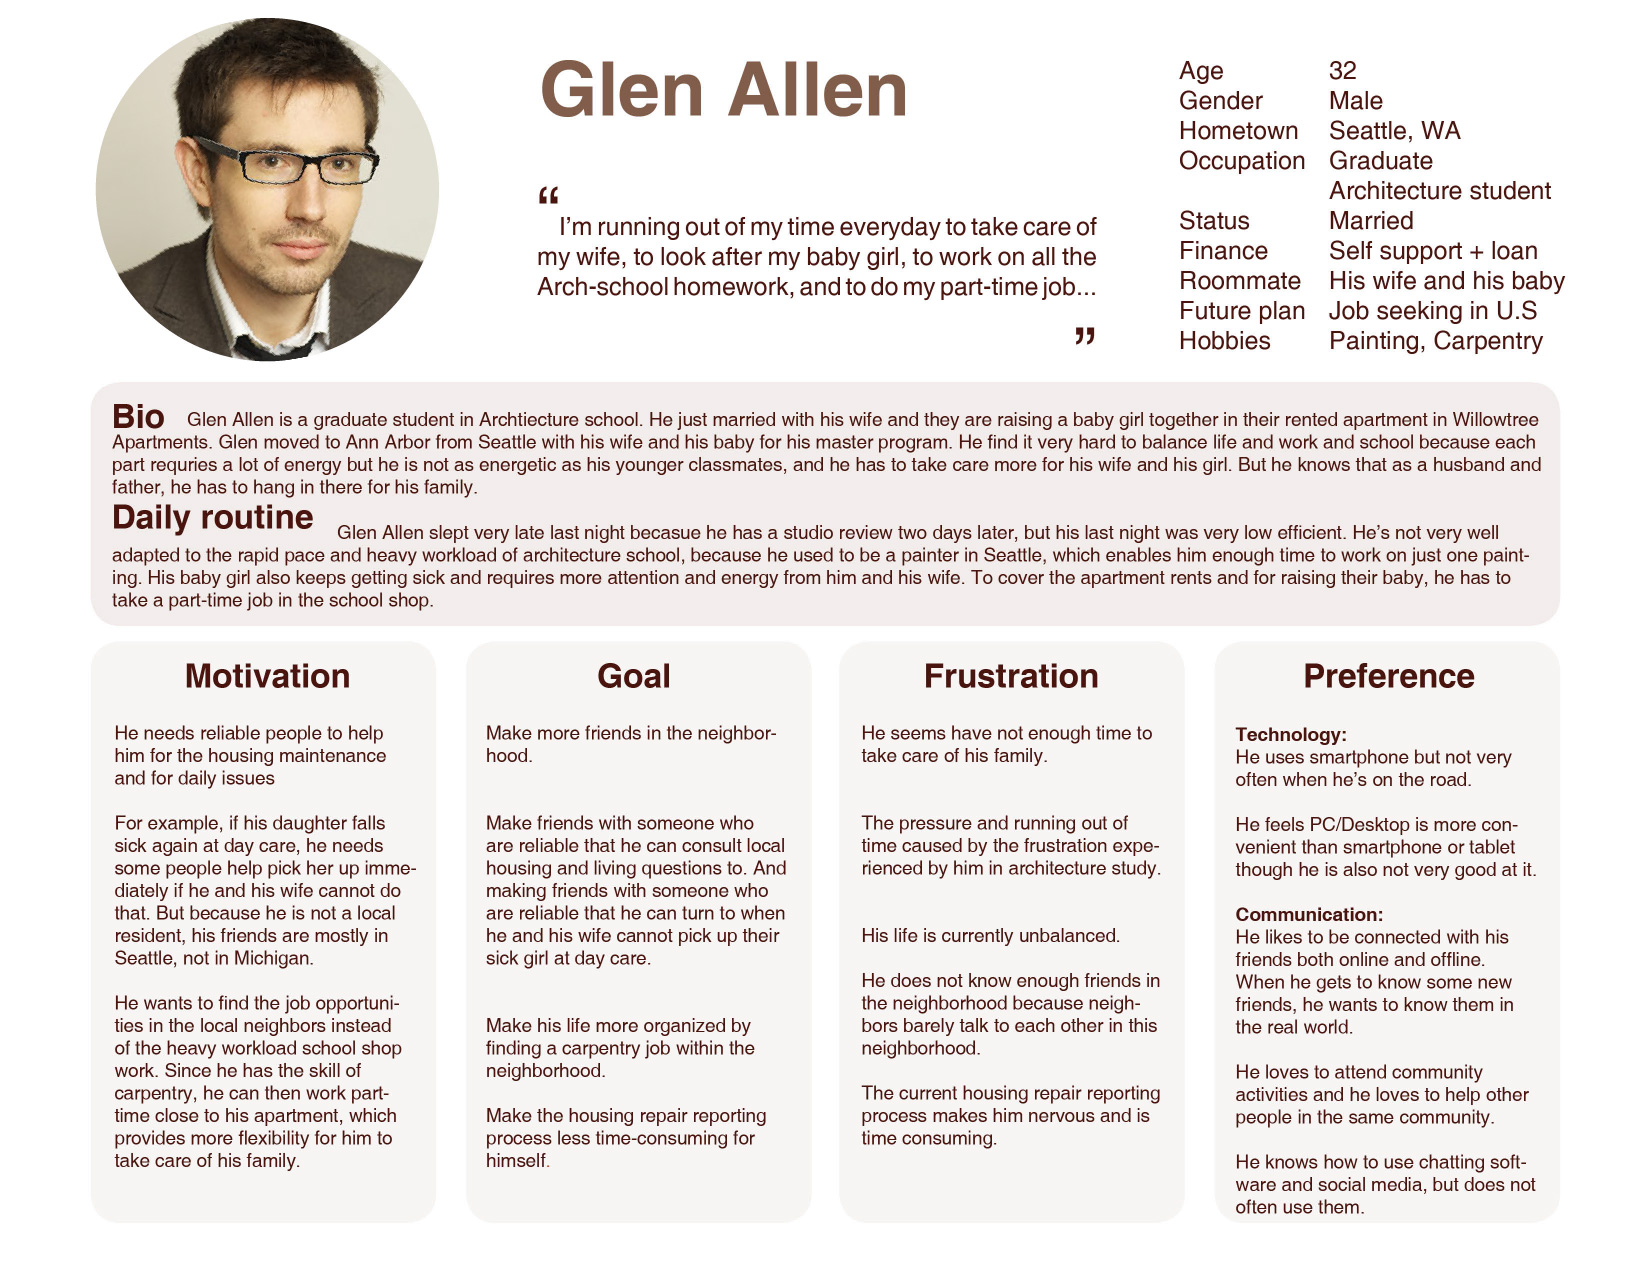 Glen Allen
“
I’m running out of my time everyday to take care of
my wife, to look after my baby girl, to work on all the
Arch-school homework, and to do my part-time job...
”
Age 32
Gender Male
Hometown Seattle, WA
Occupation Graduate
Architecture student
Status Married
Finance Self support + loan
Roommate His wife and his baby
Future plan Job seeking in U.S
Hobbies Painting, Carpentry
Bio Glen Allen is a graduate student in Archtiecture school. He just married with his wife and they are raising a baby girl together in their rented apartment in Willowtree
Apartments. Glen moved to Ann Arbor from Seattle with his wife and his baby for his master program. He find it very hard to balance life and work and school because each
part requries a lot of energy but he is not as energetic as his younger classmates, and he has to take care more for his wife and his girl. But he knows that as a husband and
father, he has to hang in there for his family.
Daily routine Glen Allen slept very late last night becasue he has a studio review two days later, but his last night was very low efficient. He’s not very well
adapted to the rapid pace and heavy workload of architecture school, because he used to be a painter in Seattle, which enables him enough time to work on just one paint-
ing. His baby girl also keeps getting sick and requires more attention and energy from him and his wife. To cover the apartment rents and for raising their baby, he has to
take a part-time job in the school shop.
Motivation
He needs reliable people to help
him for the housing maintenance
and for daily issues
For example, if his daughter falls
sick again at day care, he needs
some people help pick her up imme-
diately if he and his wife cannot do
that. But because he is not a local
resident, his friends are mostly in
Seattle, not in Michigan.
He wants to find the job opportuni-
ties in the local neighbors instead
of the heavy workload school shop
work. Since he has the skill of
carpentry, he can then work part-
time close to his apartment, which
provides more flexibility for him to
take care of his family.
Goal
Make more friends in the neighbor-
hood.
Make friends with someone who
are reliable that he can consult local
housing and living questions to. And
making friends with someone who
are reliable that he can turn to when
he and his wife cannot pick up their
sick girl at day care.
Make his life more organized by
finding a carpentry job within the
neighborhood.
Make the housing repair reporting
process less time-consuming for
himself.
Frustration
He seems have not enough time to
take care of his family.
The pressure and running out of
time caused by the frustration expe-
rienced by him in architecture study.
His life is currently unbalanced.
He does not know enough friends in
the neighborhood because neigh-
bors barely talk to each other in this
neighborhood.
The current housing repair reporting
process makes him nervous and is
time consuming.
Preference
Technology:
He uses smartphone but not very
often when he’s on the road.
He feels PC/Desktop is more con-
venient than smartphone or tablet
though he is also not very good at it.
Communication:
He likes to be connected with his
friends both online and offline.
When he gets to know some new
friends, he wants to know them in
the real world.
He loves to attend community
activities and he loves to help other
people in the same community.
He knows how to use chatting soft-
ware and social media, but does not
often use them.